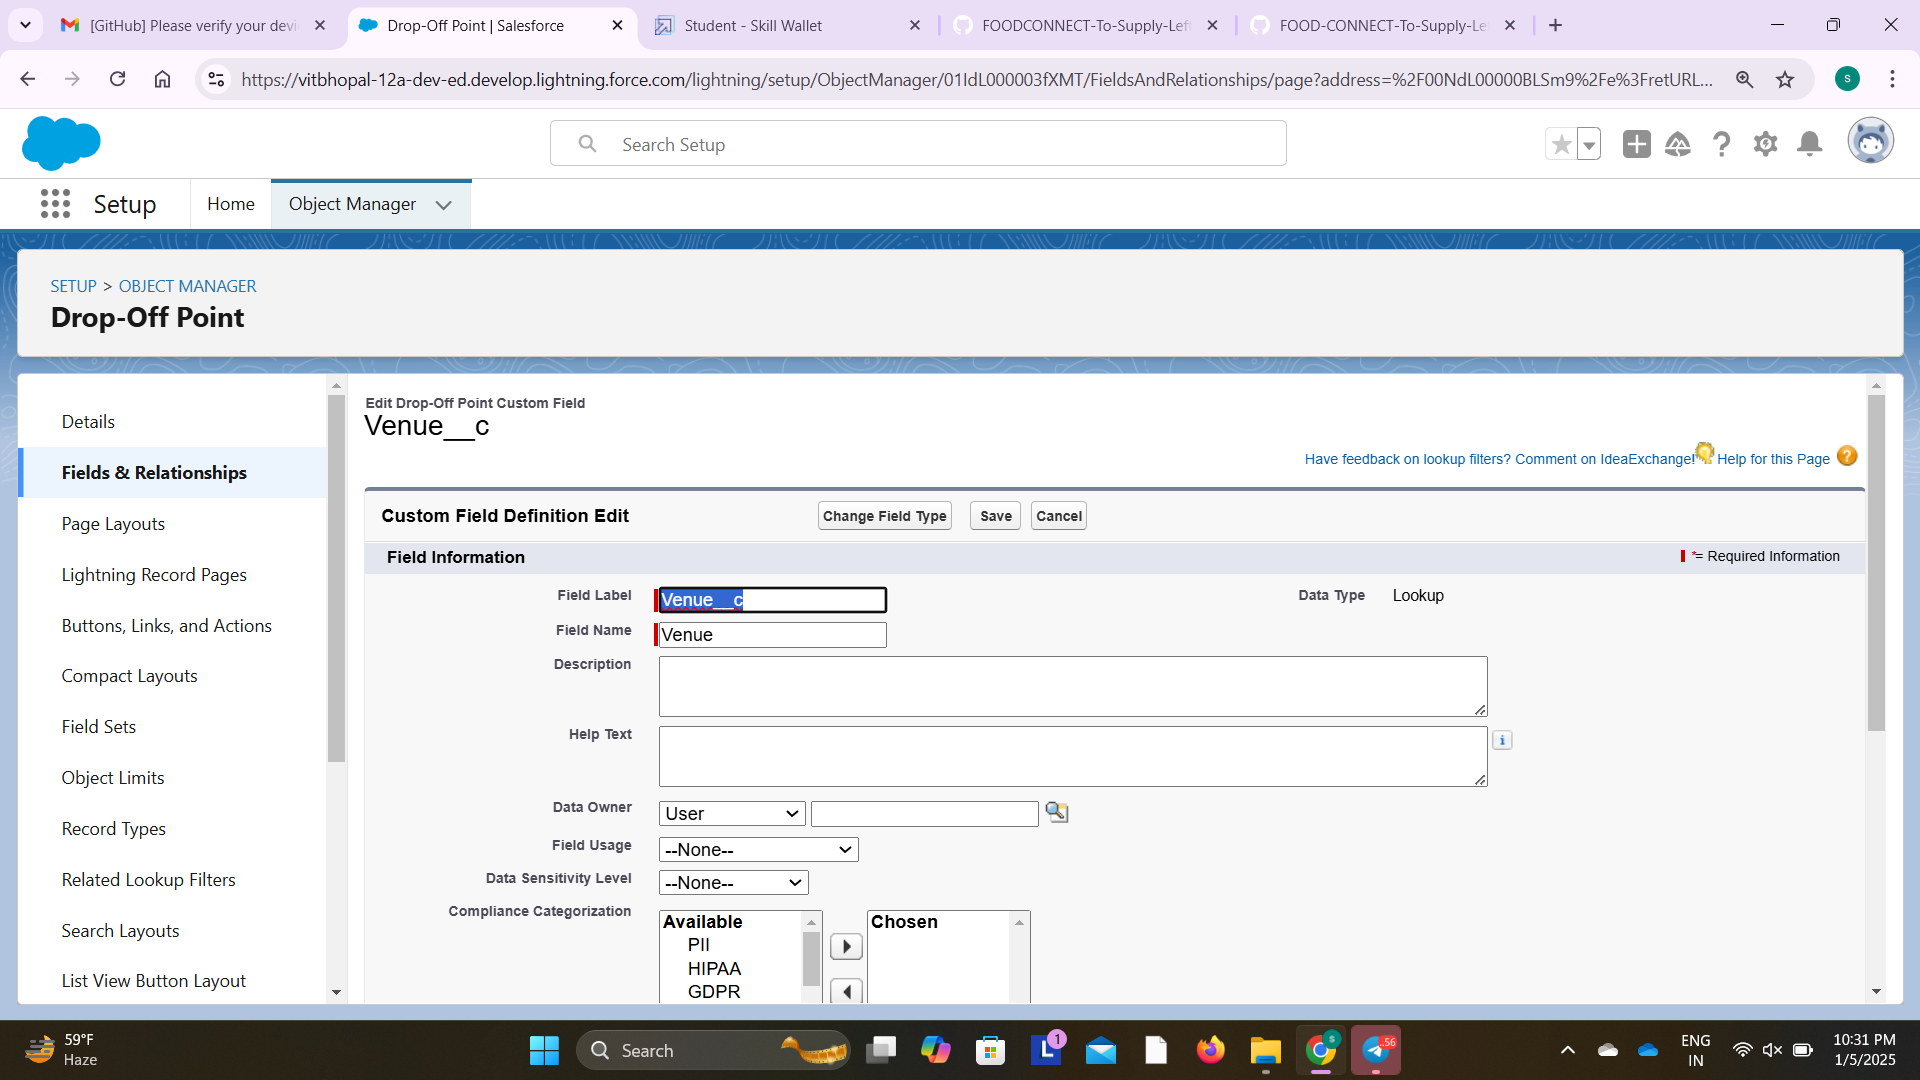 [GitHub] Please verify your devi
Drop-Off Point | Salesforce
Student - Skill Wallet
FOODCONNECT-To-Supply-Left
FOOD-CONNECT-To-Supply-Le
https://vitbhopal-12a-dev-ed.develop.lightning.force.com/lightning/setup/ObjectManager/01IdL000003fXMT/FieldsAndRelationships/page?address=%2F00NdL00000BLSm9%2Fe%3FretURL...
S
Search Setup
Setup
Home
Object Manager
SETUP > OBJECT MANAGER
Drop-Off Point
Details
Fields & Relationships
Page Layouts
Lightning Record Pages
Buttons, Links, and Actions
Compact Layouts
Field Sets
Object Limits
Record Types
Related Lookup Filters
Search Layouts
List View Button Layout
Edit Drop-Off Point Custom Field
Venue__c
Have feedback on lookup filters? Comment on IdeaExchange! Help for this Page ?
Custom Field Definition Edit
Change Field Type
Save
Cancel
Field Information
*= Required Information
Field Label
Venue__c
Data Type
Lookup
Field Name
Venue
Description
Help Text
i
Data Owner
User
Field Usage
--None--
Data Sensitivity Level
--None--
Compliance Categorization
Available
PII
HIPAA
GDPR
Chosen
59°F
Haze
Search
L
1
S
..56
ENG
IN
10:31 PM
1/5/2025